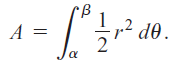 A = ∫_α^β 1/2 r² dθ.